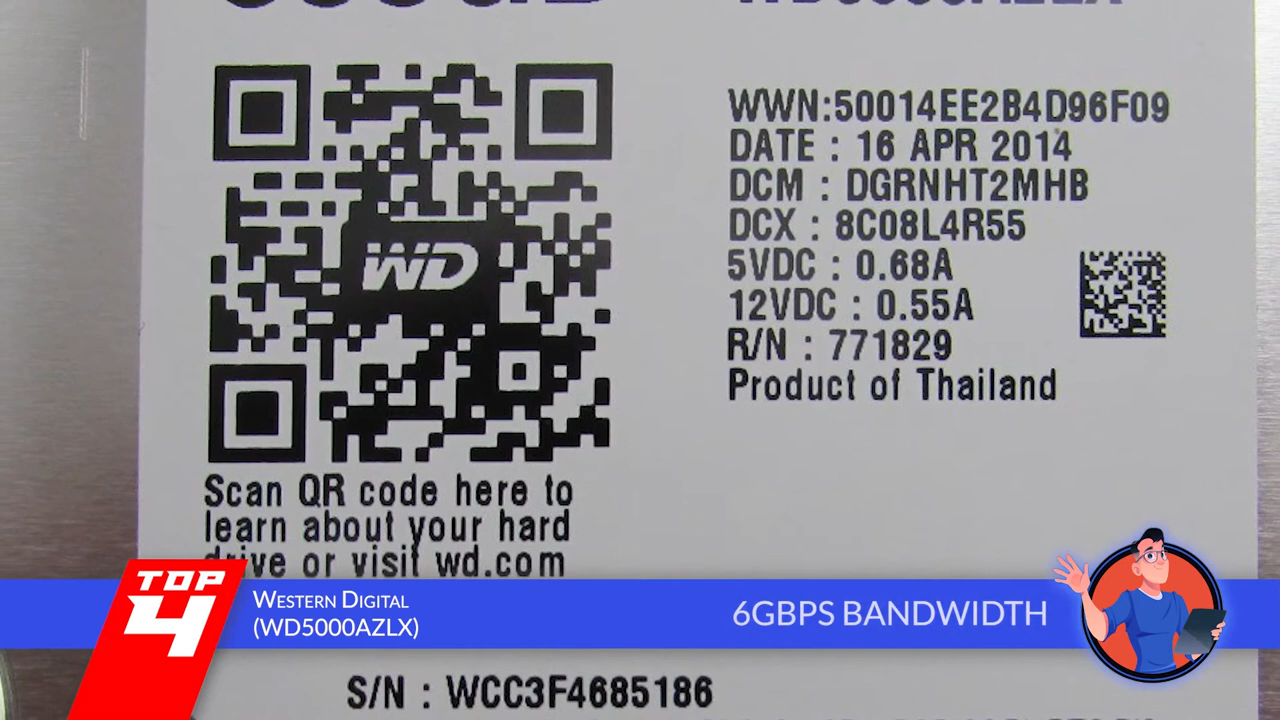 WWN:50014EE2B4D96F09
DATE : 16 APR 2014
DCM : DGRNHT2MHB
DCX : 8C08L4R55
5VDC : 0.68A
12VDC : 0.55A
R/N : 771829
Product of Thailand
WD
Scan QR code here to
learn about your hard
drive or visit wd.com
TOP
4
Western Digital
(WD5000AZLX)
6GBPS BANDWIDTH
S/N : WCC3F4685186